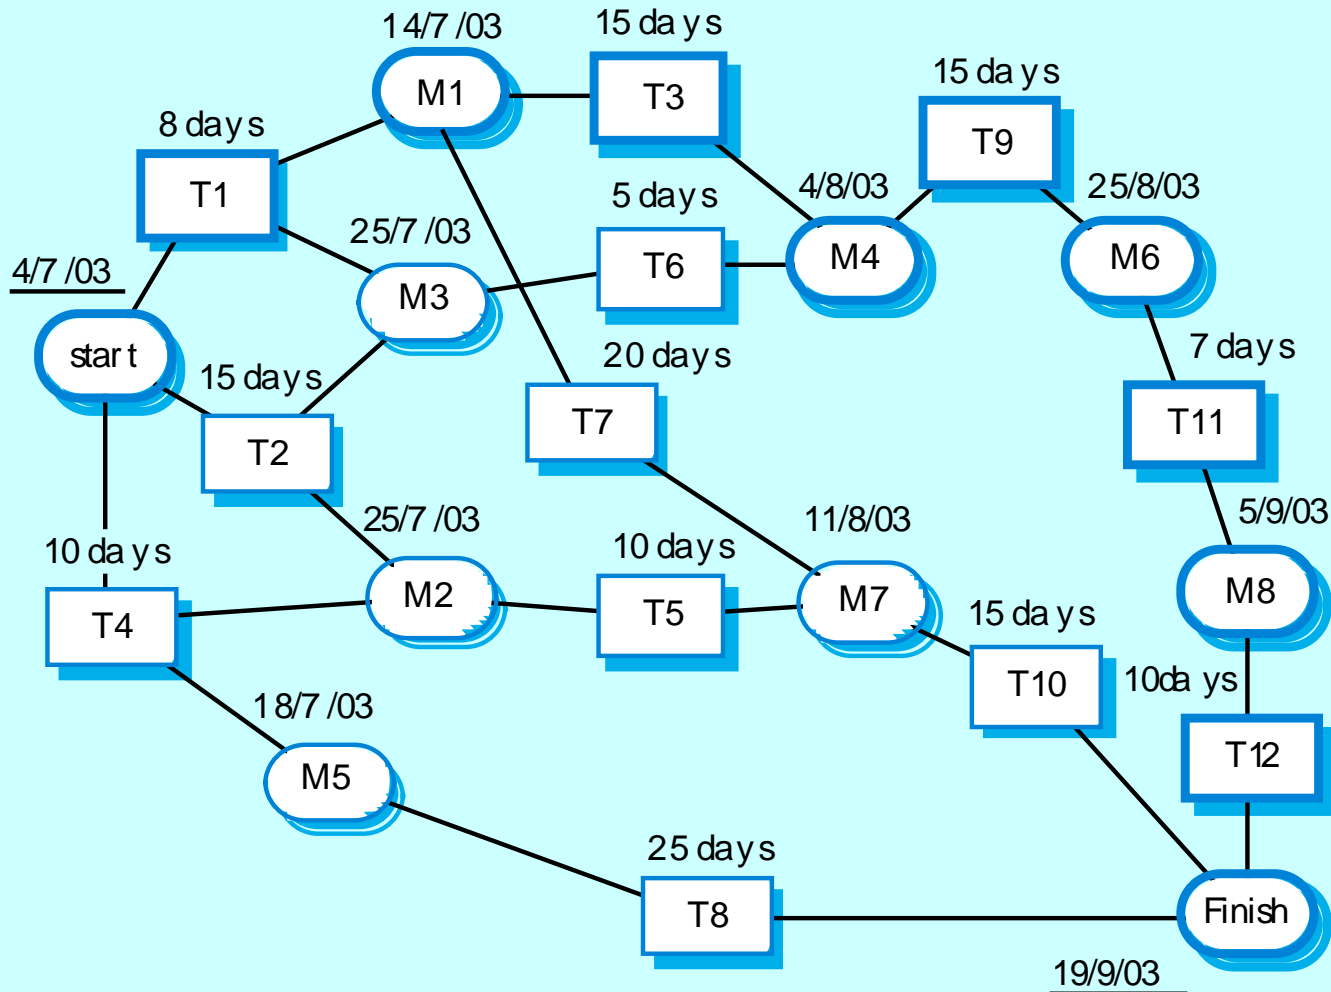 14/7/03
15 days
M1
T3
15 days
8 days
T9
T1
5 days
4/8/03
25/8/03
25/7/03
4/7/03
M3
T6
M4
M6
start
15 days
20 days
7 days
T2
T7
T11
25/7/03
11/8/03
5/9/03
10 days
10 days
M2
M7
M8
T4
T5
15 days
T10
10days
18/7/03
M5
T12
25 days
T8
Finish
19/9/03